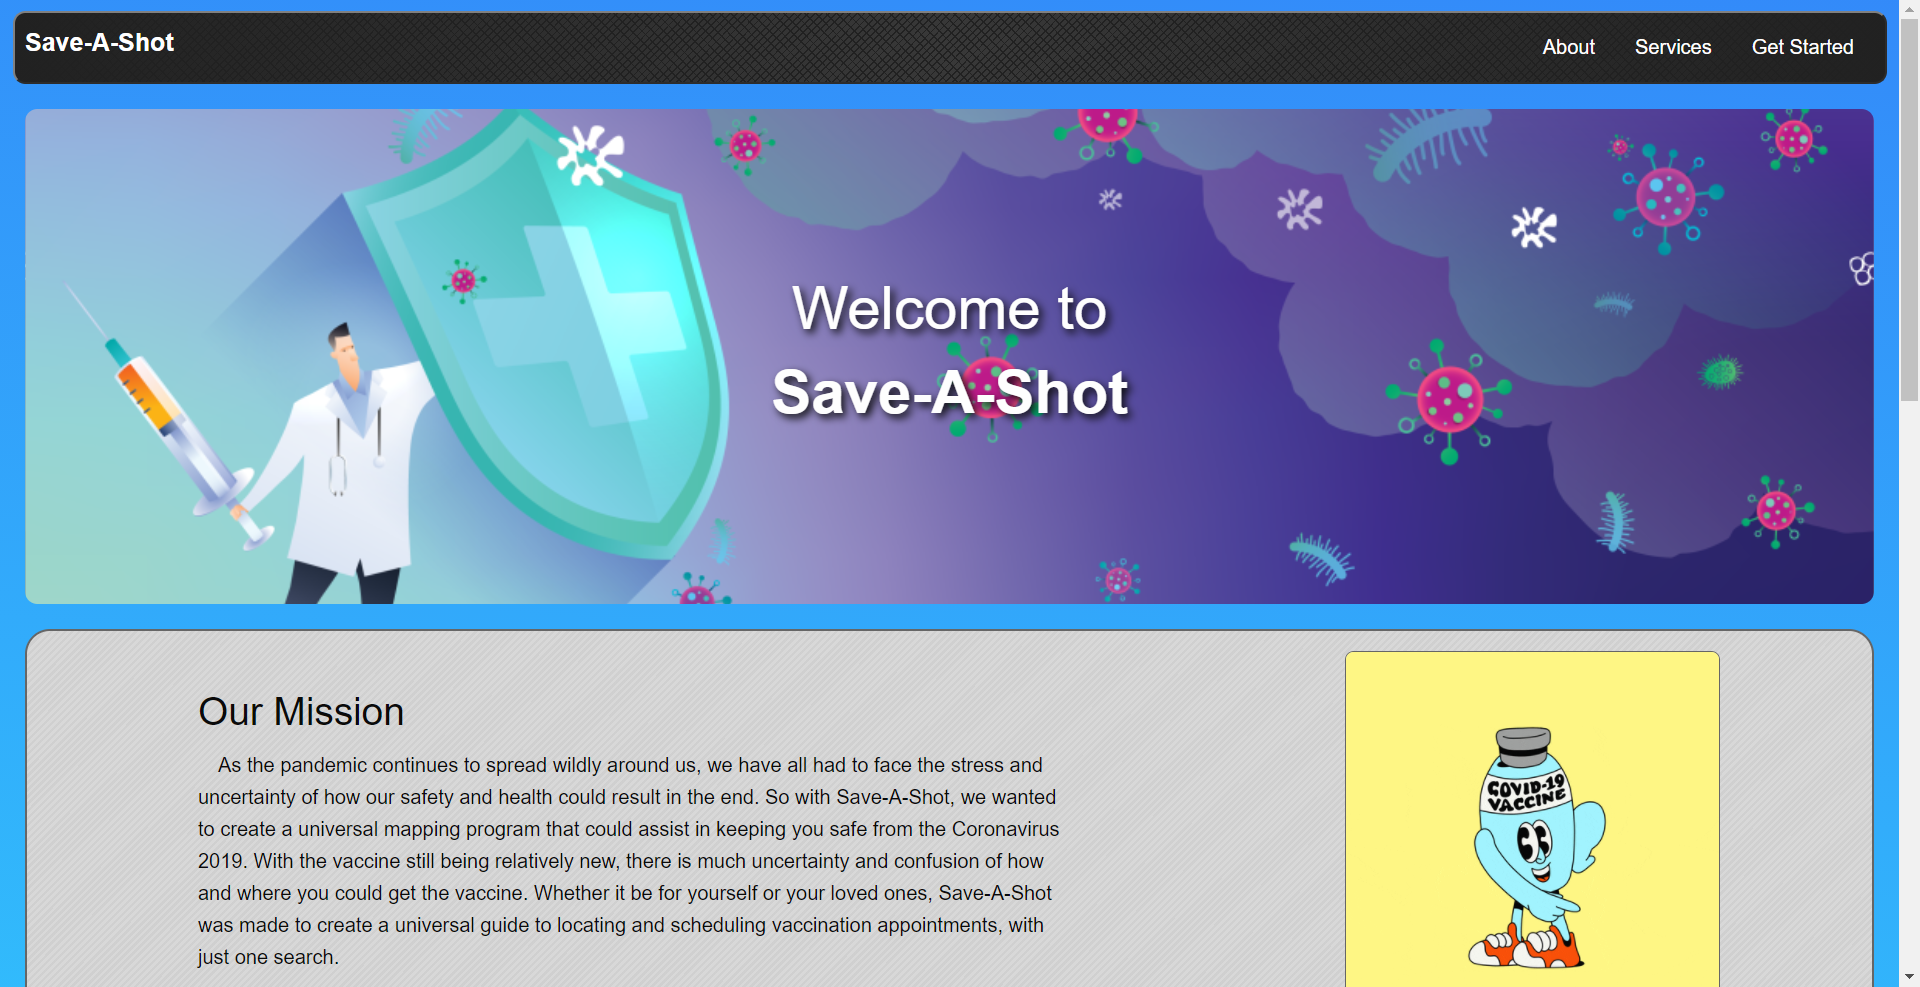 Save-A-Shot
About Services Get Started
Welcome to
Save-A-Shot
Our Mission
As the pandemic continues to spread wildly around us, we have all had to face the stress and
uncertainty of how our safety and health could result in the end. So with Save-A-Shot, we wanted
to create a universal mapping program that could assist in keeping you safe from the Coronavirus
2019. With the vaccine still being relatively new, there is much uncertainty and confusion of how
and where you could get the vaccine. Whether it be for yourself or your loved ones, Save-A-Shot
was made to create a universal guide to locating and scheduling vaccination appointments, with
just one search.
COVID-19
VACCINE